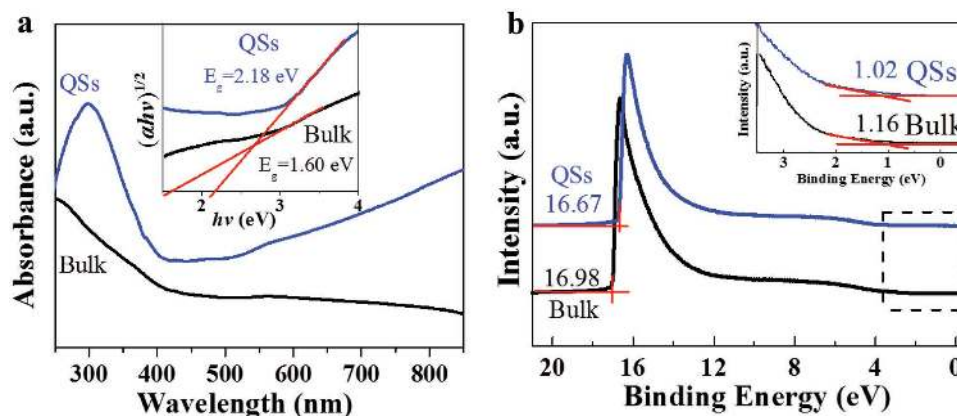 a
Absorbance (a.u.)
QSs
Bulk
300 400 500 600 700 800
Wavelength (nm)
(αhν)^1/2
QSs
E_g=2.18 eV
Bulk
E_g=1.60 eV
2 3 4
hν (eV)
b
Intensity (a.u.)
QSs
16.67
16.98
Bulk
20 16 12 8 4 0
Binding Energy (eV)
Intensity (a.u.)
1.02 QSs
1.16 Bulk
3 2 1 0
Binding Energy (eV)